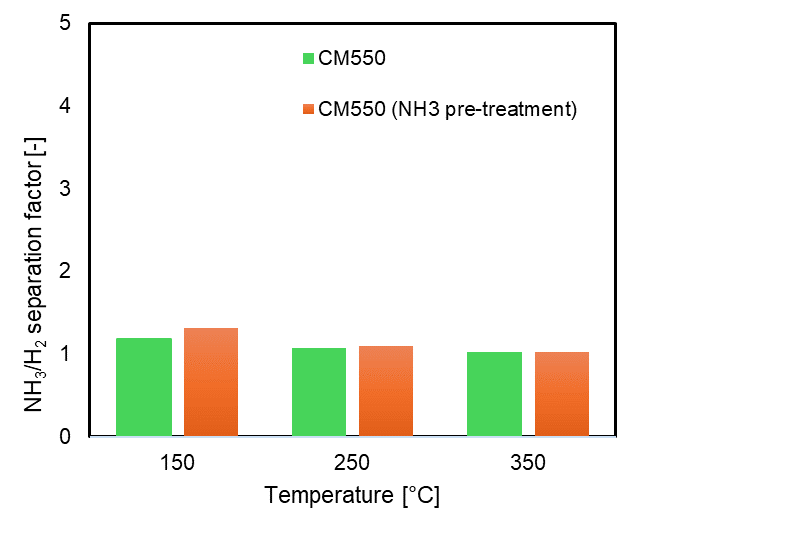 5
CM550
4
CM550 (NH3 pre-treatment)
3
2
1
0
NH₃/H₂ separation factor [-]
150 250 350
Temperature [°C]